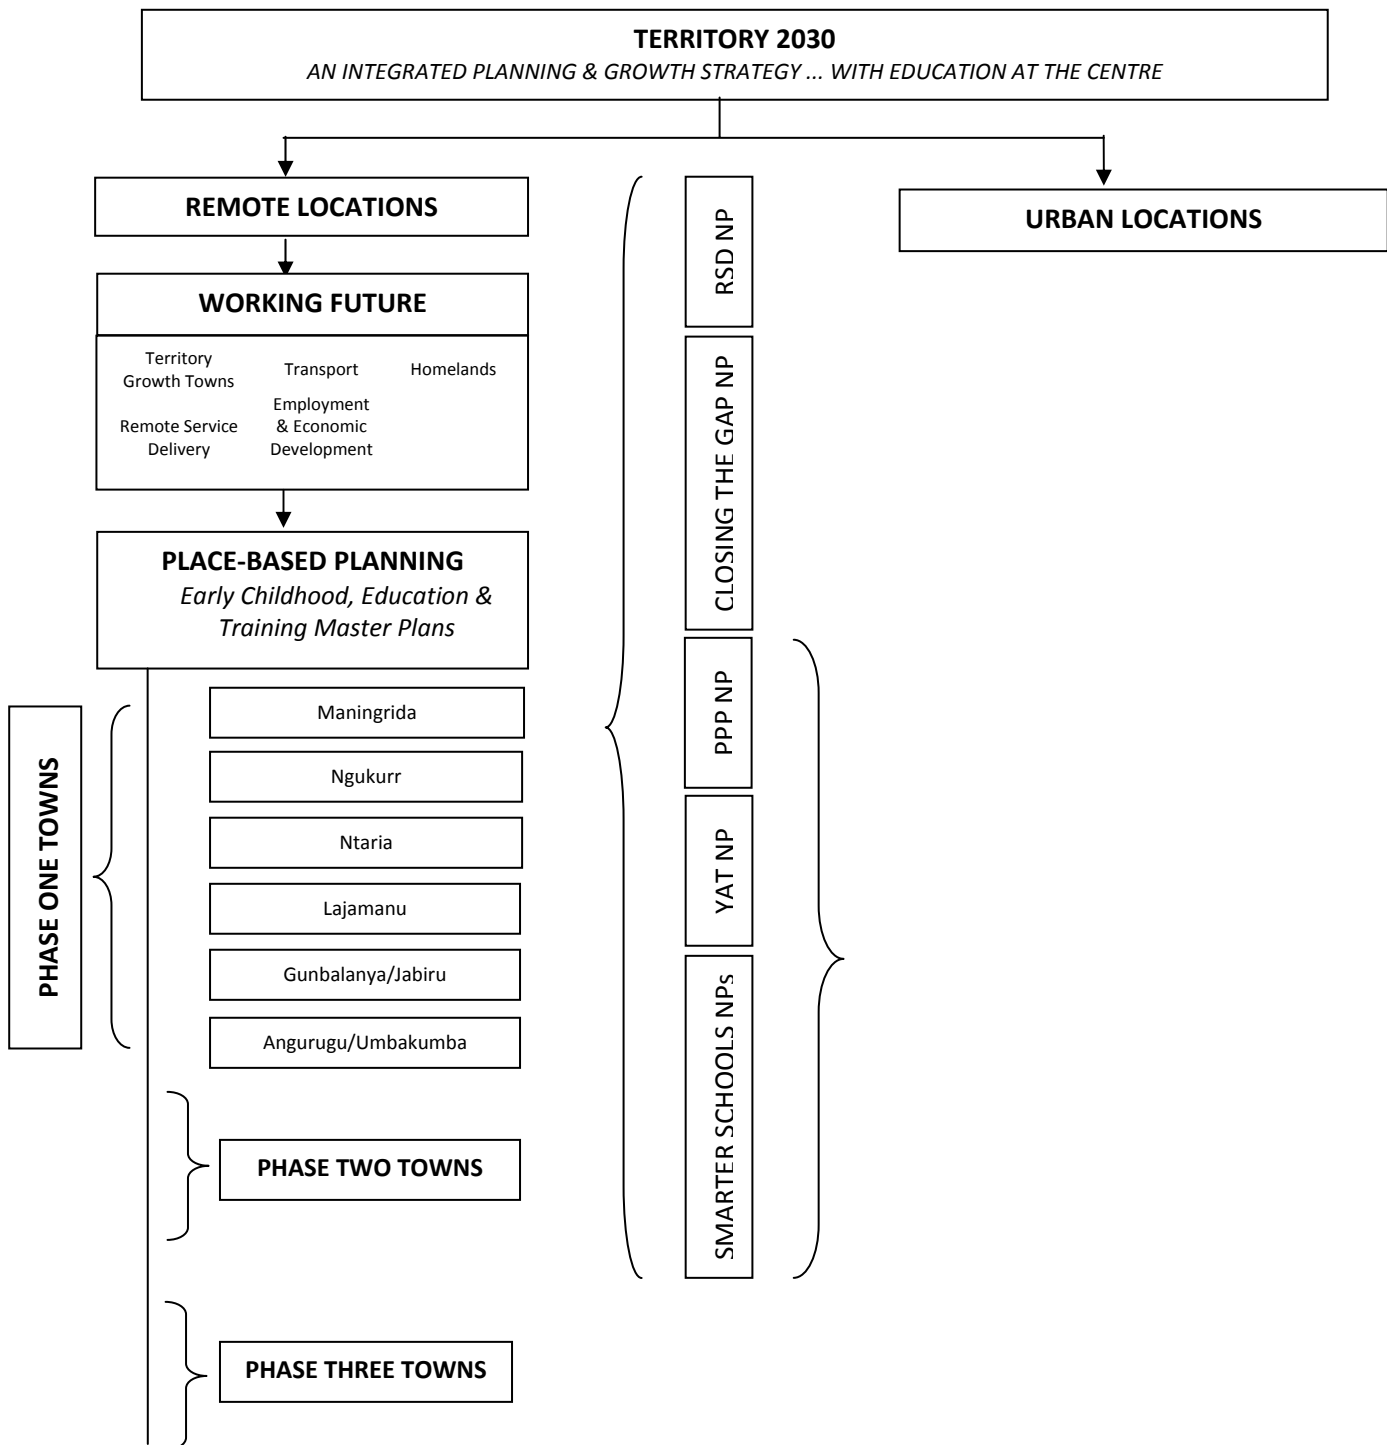 TERRITORY 2030
AN INTEGRATED PLANNING & GROWTH STRATEGY ... WITH EDUCATION AT THE CENTRE
REMOTE LOCATIONS
URBAN LOCATIONS
WORKING FUTURE
Territory
Growth Towns
Transport
Homelands
Remote Service
Delivery
Employment
& Economic
Development
PLACE-BASED PLANNING
Early Childhood, Education &
Training Master Plans
PHASE ONE TOWNS
Maningrida
Ngukurr
Ntaria
Lajamanu
Gunbalanya/Jabiru
Angurugu/Umbakumba
PHASE TWO TOWNS
PHASE THREE TOWNS
RSD NP
CLOSING THE GAP NP
PPP NP
YAT NP
SMARTER SCHOOLS NPs